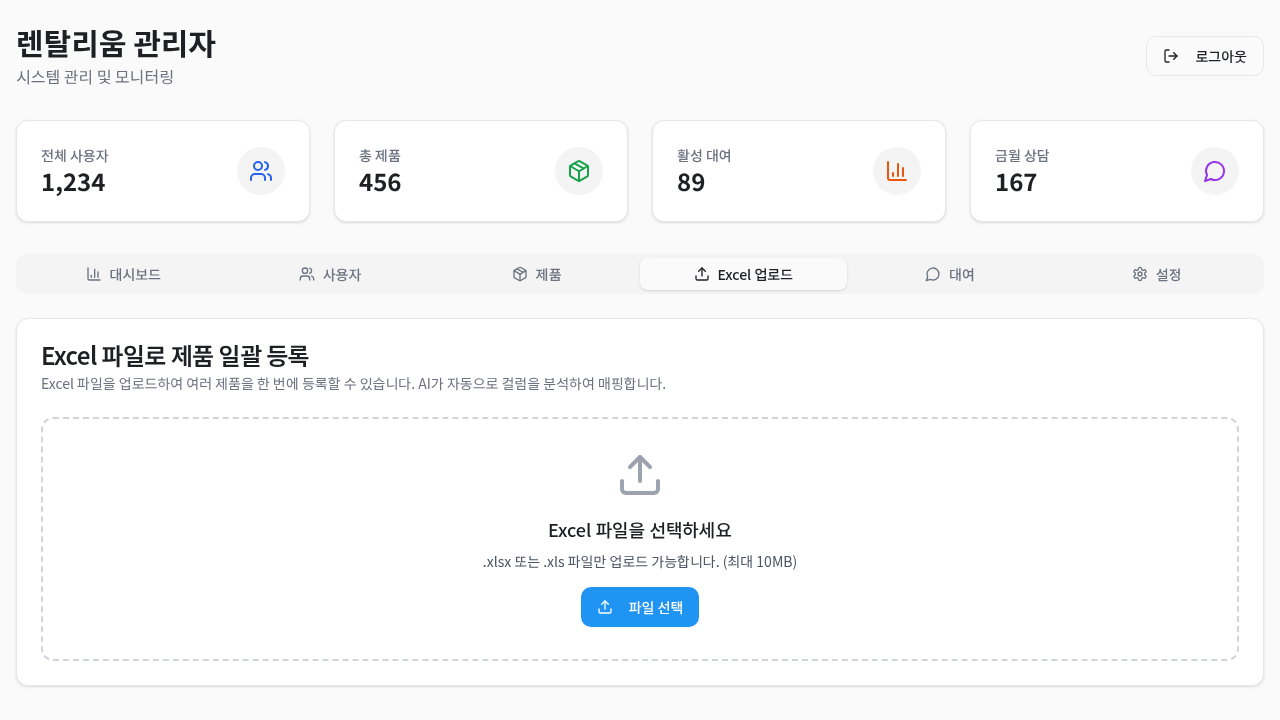 렌탈리움 관리자
시스템 관리 및 모니터링
로그아웃
전체 사용자
1,234
총 제품
456
활성 대여
89
금월 상담
167
대시보드
사용자
제품
Excel 업로드
대여
설정
Excel 파일로 제품 일괄 등록
Excel 파일을 업로드하여 여러 제품을 한 번에 등록할 수 있습니다. AI가 자동으로 컬럼을 분석하여 매핑합니다.
Excel 파일을 선택하세요
.xlsx 또는 .xls 파일만 업로드 가능합니다. (최대 10MB)
파일 선택